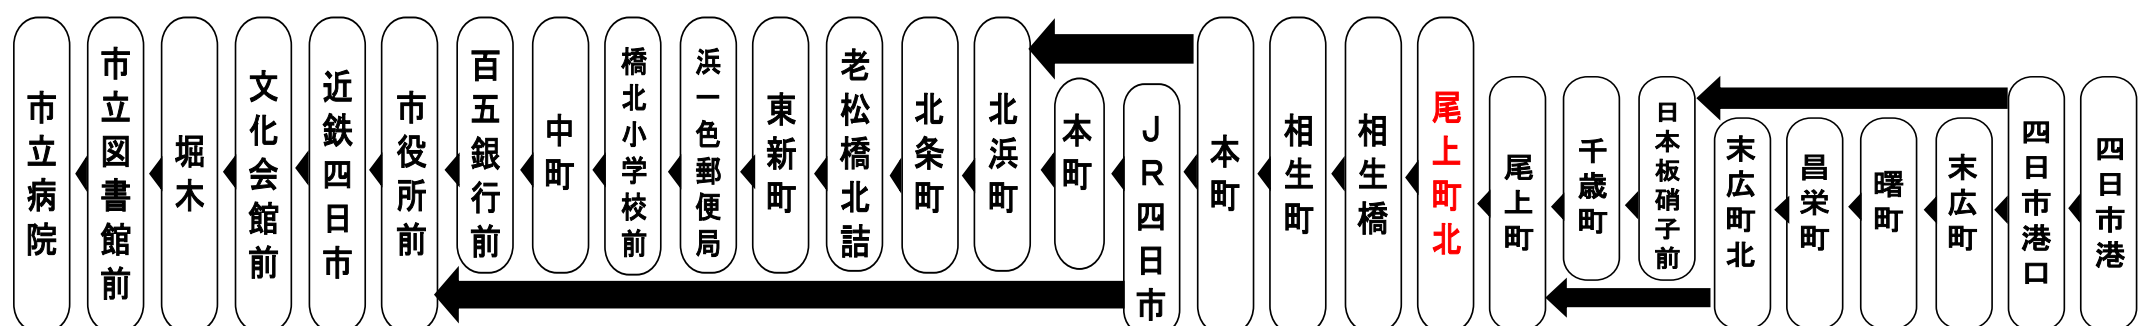 市立病院
市立図書館前
堀木
文化会館前
近鉄四日市
市役所前
百五銀行前
中町
橋北小学校前
浜一色郵便局
東新町
老松橋北詰
北条町
北浜町
本町
JR四日市
本町
相生町
相生橋
尾上町北
尾上町
千歳町
日本板硝子前
末広町北
昌栄町
曙町
末広町
四日市港口
四日市港